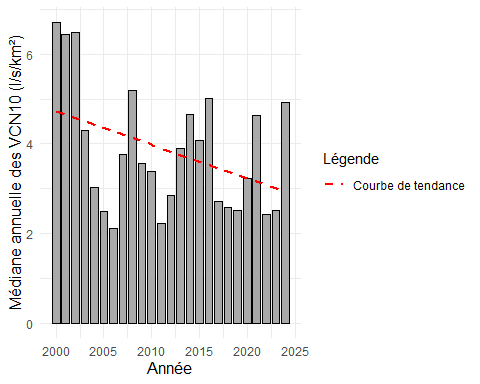 Médiane annuelle des VCN10 (l/s/km²)
6
4
2
0
2000 2005 2010 2015 2020 2025
Année
Légende
Courbe de tendance